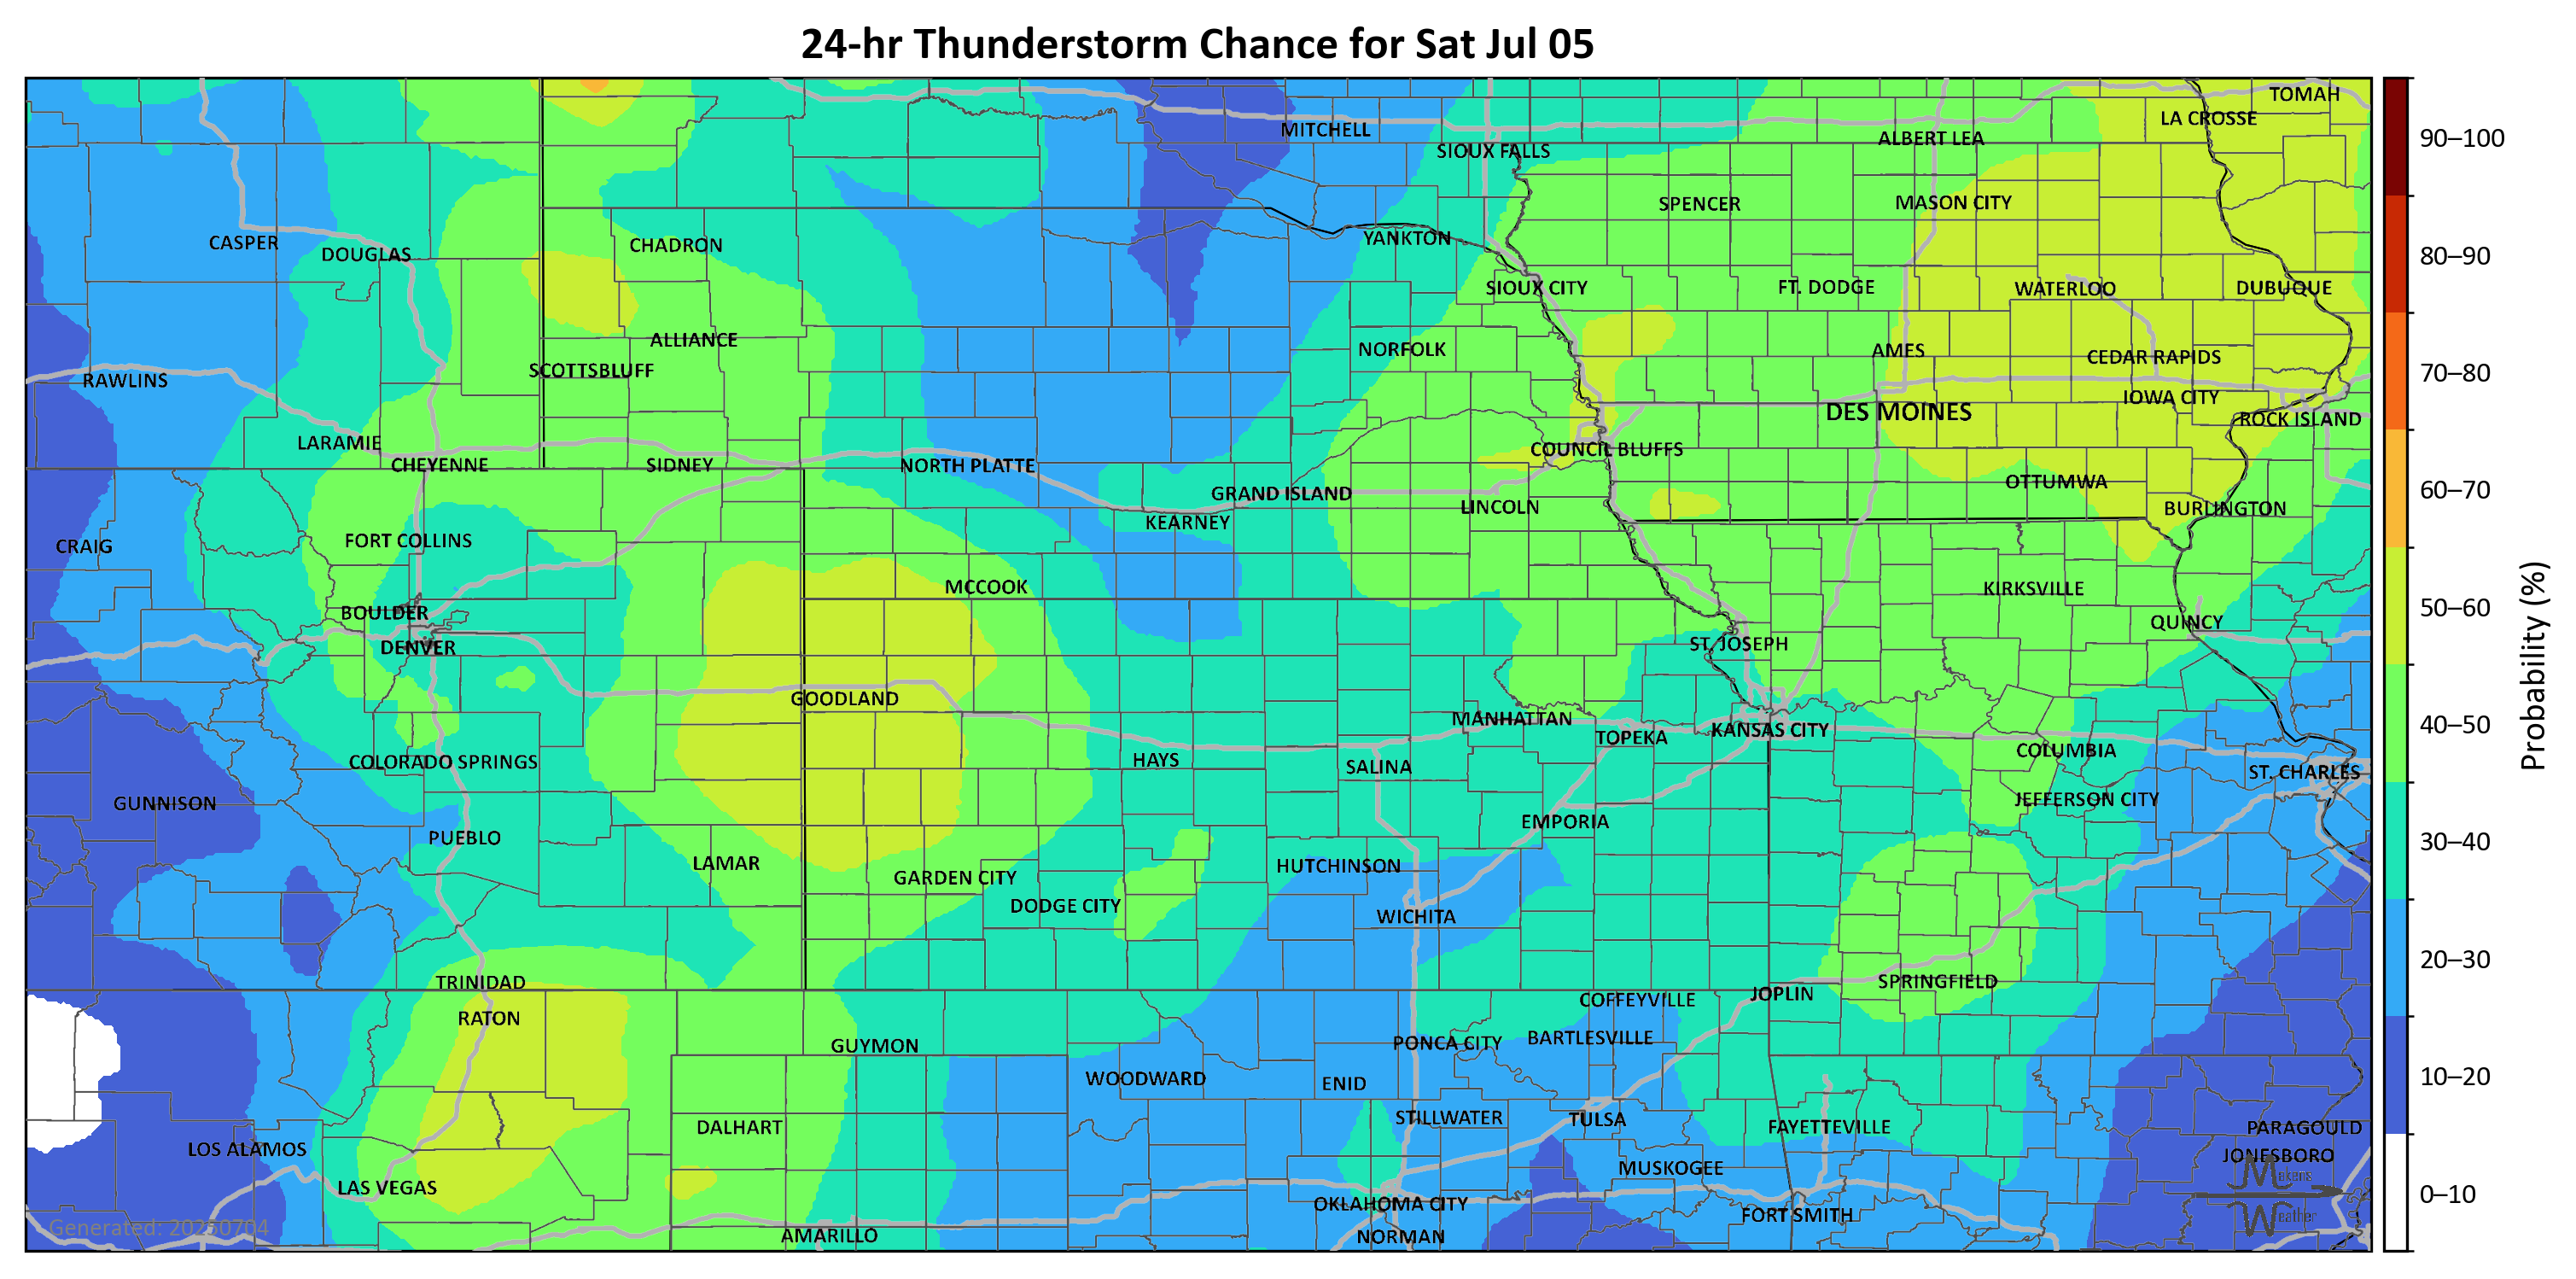 24-hr Thunderstorm Chance for Sat Jul 05
TOMAH
LA CROSSE
MITCHELL
ALBERT LEA
90–100
SIOUX FALLS
SPENCER
MASON CITY
CASPER
DOUGLAS
CHADRON
YANKTON
80–90
SIOUX CITY
FT. DODGE
WATERLOO
DUBUQUE
ALLIANCE
NORFOLK
AMES
CEDAR RAPIDS
RAWLINS
SCOTTSBLUFF
70–80
IOWA CITY
DES MOINES
ROCK ISLAND
LARAMIE
COUNCIL BLUFFS
CHEYENNE
SIDNEY
NORTH PLATTE
OTTUMWA
GRAND ISLAND
60–70
LINCOLN
BURLINGTON
KEARNEY
CRAIG
FORT COLLINS
MCCOOK
KIRKSVILLE
BOULDER
50–60
QUINCY
DENVER
ST. JOSEPH
Probability (%)
GOODLAND
MANHATTAN
40–50
KANSAS CITY
TOPEKA
COLUMBIA
COLORADO SPRINGS
HAYS
SALINA
ST. CHARLES
GUNNISON
JEFFERSON CITY
EMPORIA
PUEBLO
30–40
LAMAR
HUTCHINSON
GARDEN CITY
DODGE CITY
WICHITA
20–30
TRINIDAD
SPRINGFIELD
JOPLIN
COFFEYVILLE
RATON
BARTLESVILLE
GUYMON
PONCA CITY
WOODWARD
ENID
10–20
STILLWATER
TULSA
DALHART
FAYETTEVILLE
PARAGOULD
LOS ALAMOS
JONESBORO
MUSKOGEE
Makens
LAS VEGAS
0–10
OKLAHOMA CITY
FORT SMITH
Weather
Generated: 20250704
AMARILLO
NORMAN